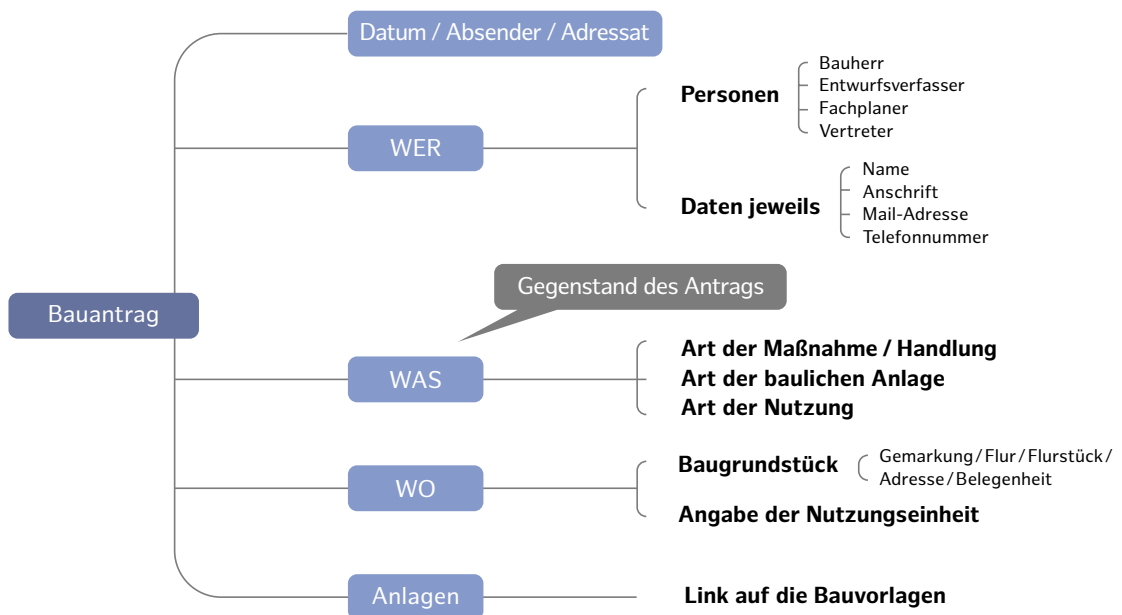 Datum / Absender / Adressat
Bauherr
Entwurfsverfasser
Personen
Fachplaner
Vertreter
WER
Name
Anschrift
Daten jeweils
Mail-Adresse
Telefonnummer
Gegenstand des Antrags
Bauantrag
Art der Maßnahme / Handlung
WAS
Art der baulichen Anlage
Art der Nutzung
Baugrundstück
Gemarkung / Flur / Flurstück /
Adresse / Belegenheit
WO
Angabe der Nutzungseinheit
Anlagen
Link auf die Bauvorlagen